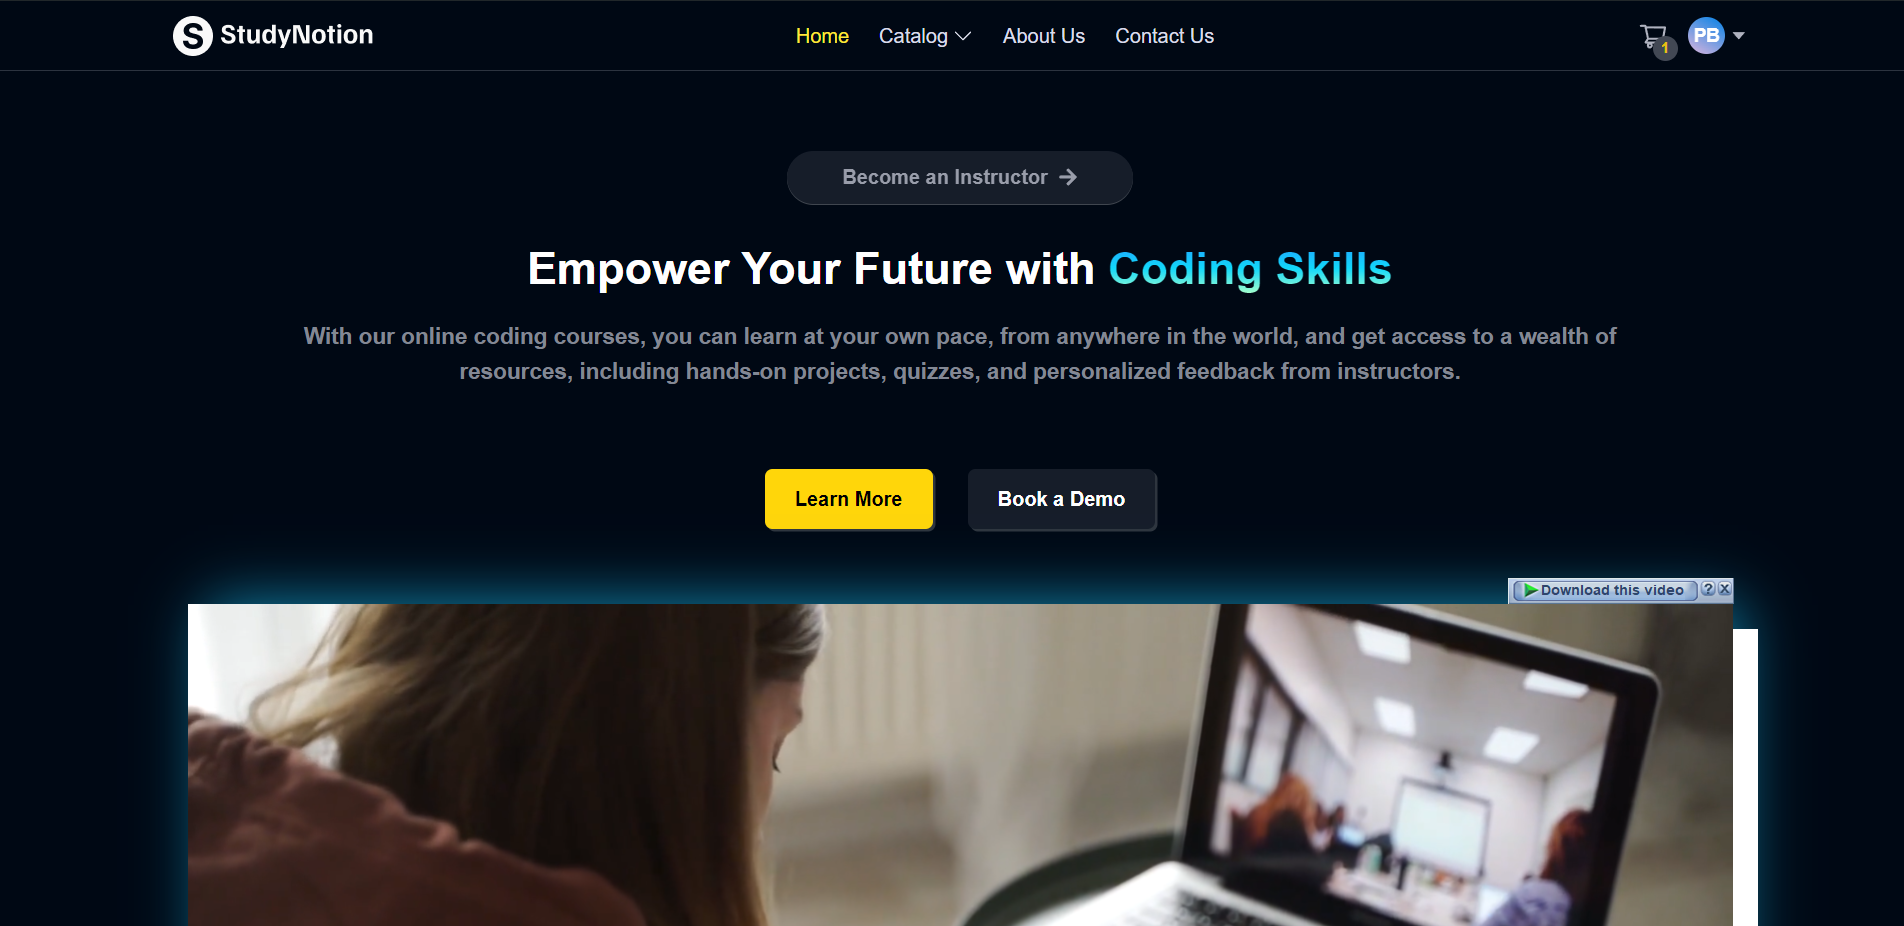 S StudyNotion
Home Catalog About Us Contact Us
1 PB
Become an Instructor →
Empower Your Future with Coding Skills
With our online coding courses, you can learn at your own pace, from anywhere in the world, and get access to a wealth of
resources, including hands-on projects, quizzes, and personalized feedback from instructors.
Learn More Book a Demo
Download this video ? X